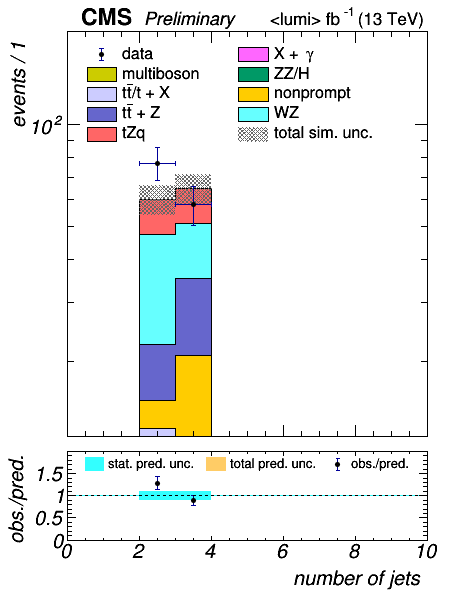 CMS Preliminary <lumi> fb⁻¹ (13 TeV)
events / 1
10²
data
multiboson
tt̄/t + X
tt̄ + Z
tZq
X + γ
ZZ/H
nonprompt
WZ
total sim. unc.
obs./pred.
stat. pred. unc. total pred. unc. obs./pred.
1.5
1
0.5
0
0 2 4 6 8 10
number of jets